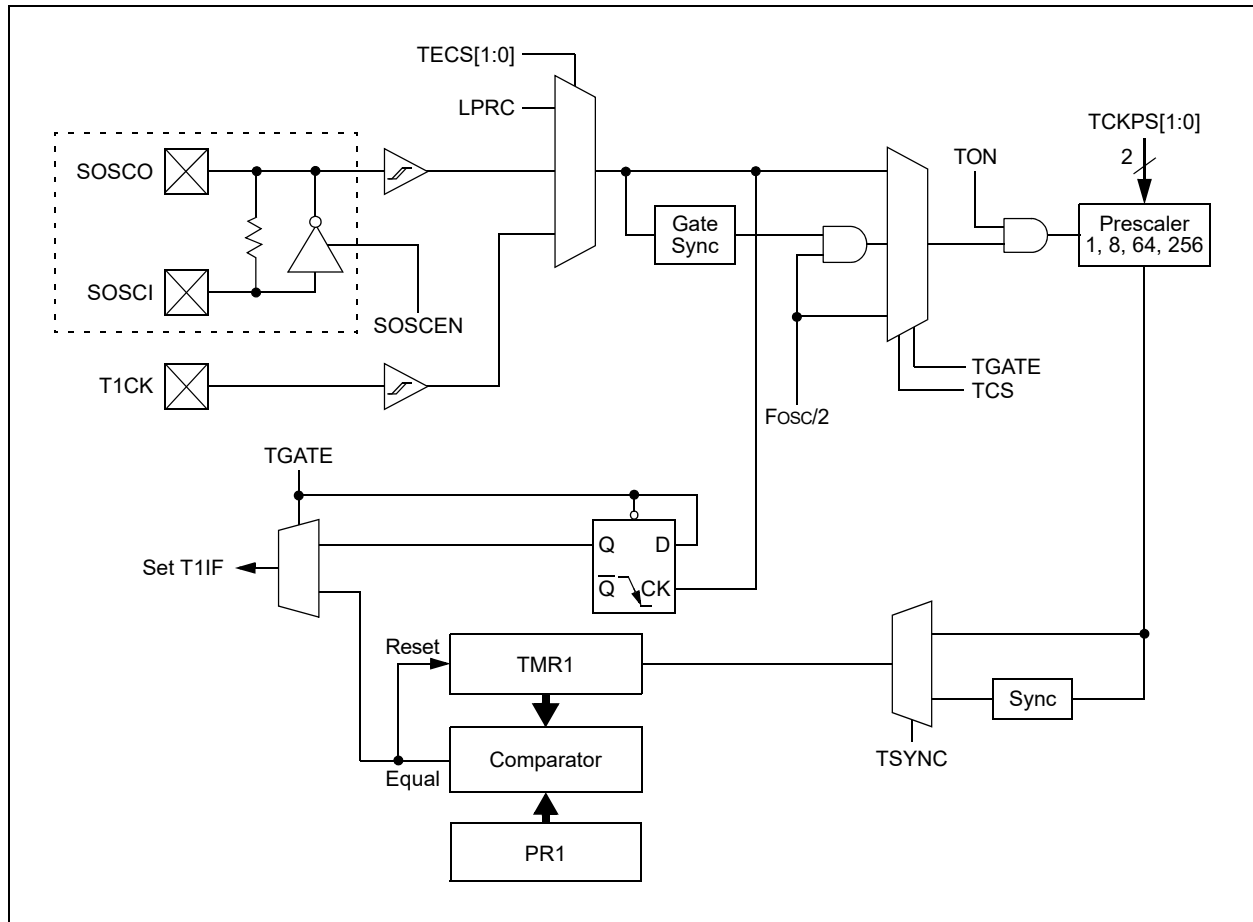 TECS[1:0]
LPRC
TCKPS[1:0]
SOSCO
TON
2
Gate
Sync
Prescaler
1, 8, 64, 256
SOSCI
SOSCEN
TGATE
T1CK
TCS
FOSC/2
TGATE
Q
D
Set T1IF
Q̅
CK
Reset
TMR1
Sync
Comparator
TSYNC
Equal
PR1